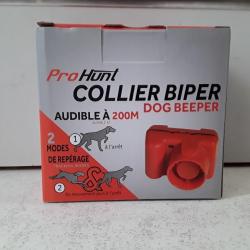 ProHunt
COLLIER BIPER
DOG BEEPER
AUDIBLE À 200M
2
MODES
DE REPÉRAGE
1
à l'arrêt
2